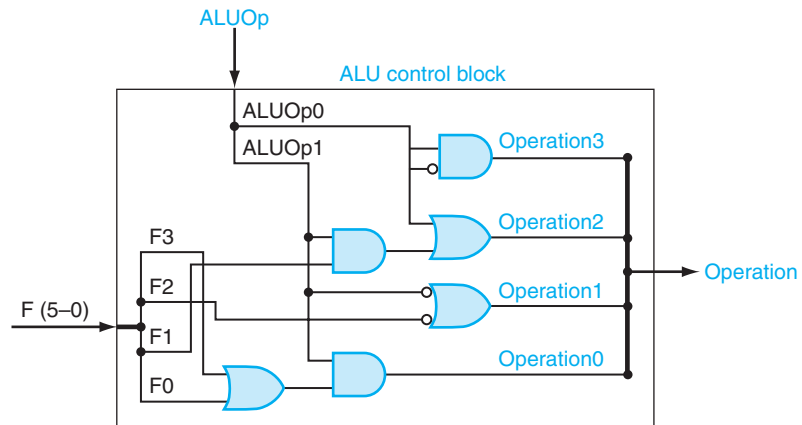 ALUOp
ALU control block
ALUOp0
ALUOp1
Operation3
Operation2
F3
F2
Operation1
Operation
F (5–0)
F1
F0
Operation0